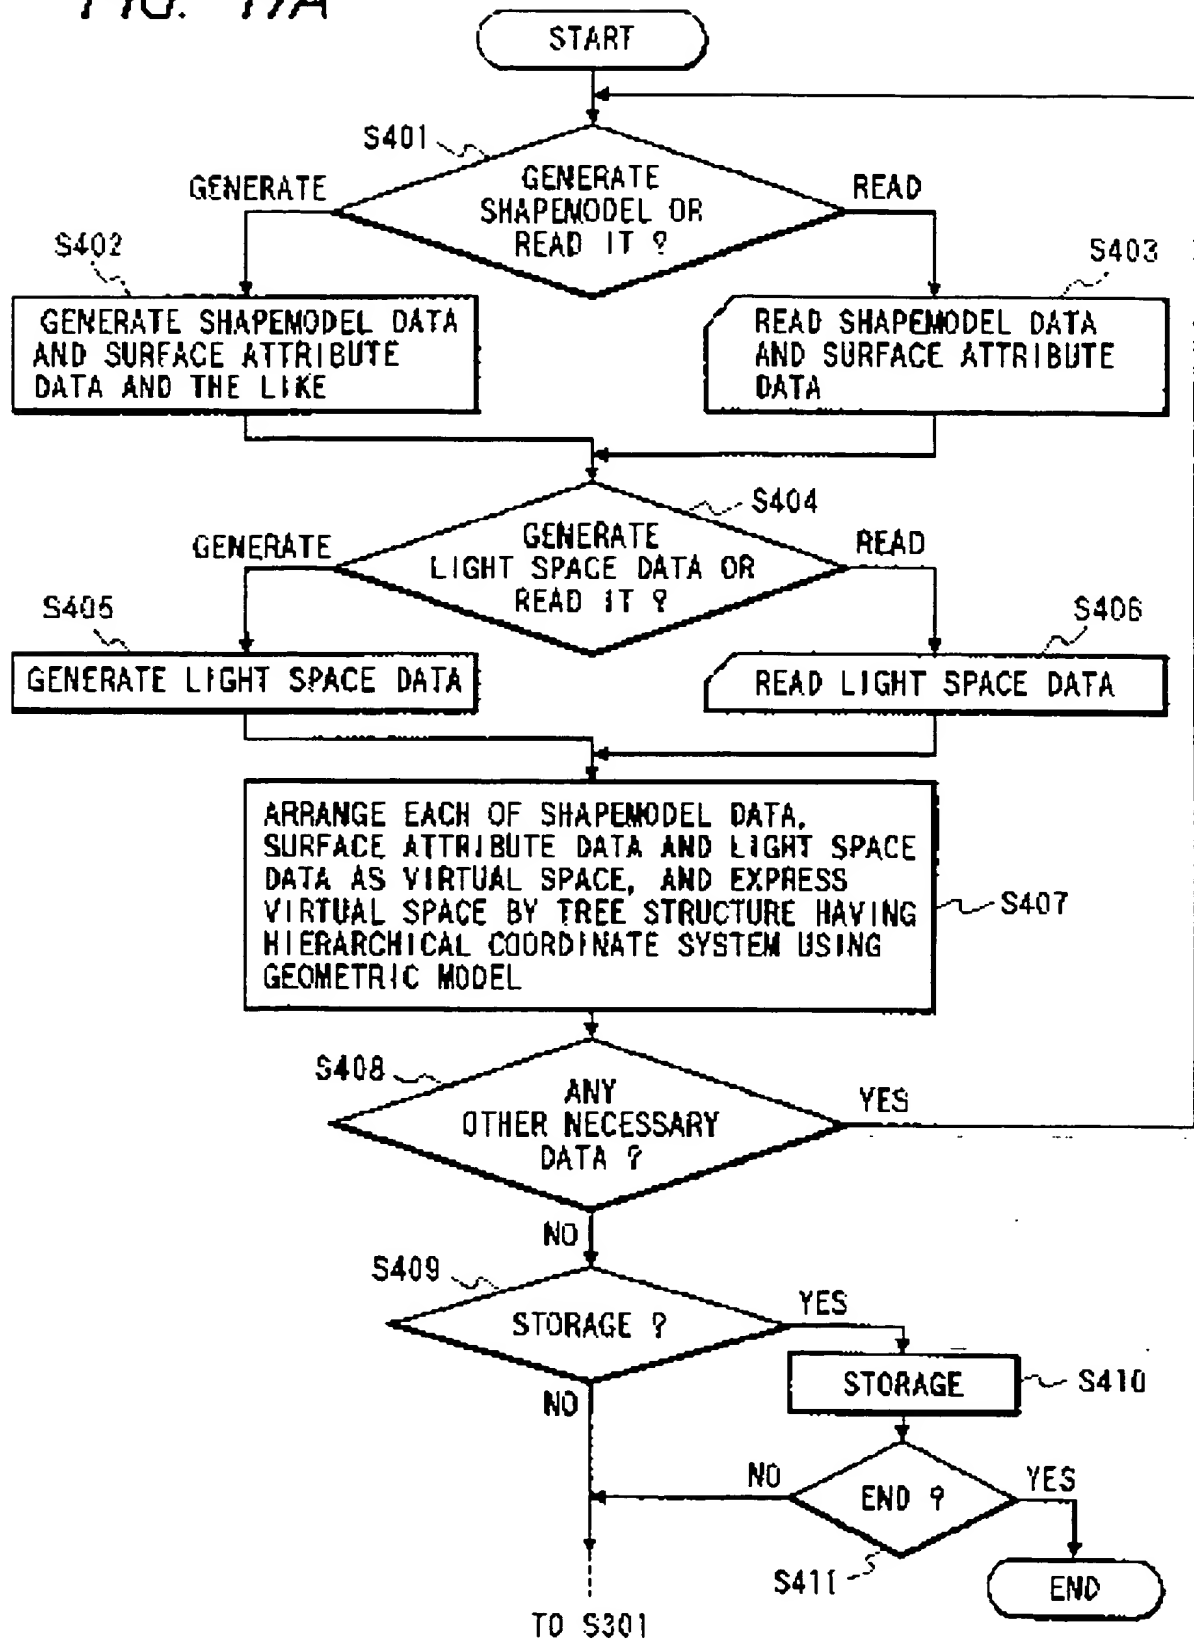 FIG. 17A
START
S401
GENERATE
SHAPEMODEL OR
READ IT ?
GENERATE
READ
S402
S403
GENERATE SHAPEMODEL DATA
AND SURFACE ATTRIBUTE
DATA AND THE LIKE
READ SHAPEMODEL DATA
AND SURFACE ATTRIBUTE
DATA
S404
GENERATE
LIGHT SPACE DATA OR
READ IT ?
GENERATE
READ
S405
S406
GENERATE LIGHT SPACE DATA
READ LIGHT SPACE DATA
ARRANGE EACH OF SHAPEMODEL DATA,
SURFACE ATTRIBUTE DATA AND LIGHT SPACE
DATA AS VIRTUAL SPACE, AND EXPRESS
VIRTUAL SPACE BY TREE STRUCTURE HAVING
HIERARCHICAL COORDINATE SYSTEM USING
GEOMETRIC MODEL
S407
S408
ANY
OTHER NECESSARY
DATA ?
YES
NO
S409
STORAGE ?
YES
NO
STORAGE
S410
NO
END ?
YES
S411
END
TO S301